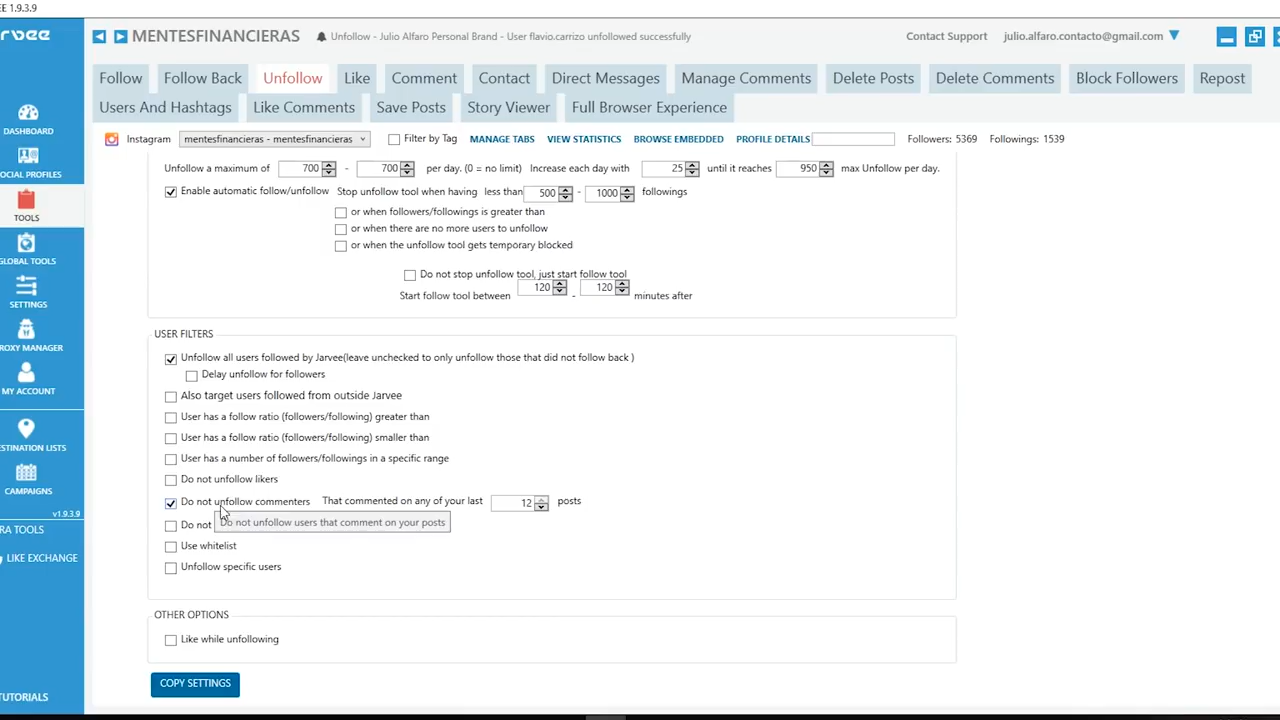 EE 1.9.3.9
rvee
MENTESFINANCIERAS
Unfollow - Julio Alfaro Personal Brand - User flavio.carrizo unfollowed successfully
Contact Support
julio.alfaro.contacto@gmail.com
Follow
Follow Back
Unfollow
Like
Comment
Contact
Direct Messages
Manage Comments
Delete Posts
Delete Comments
Block Followers
Repost
Users And Hashtags
Like Comments
Save Posts
Story Viewer
Full Browser Experience
Instagram
mentesfinancieras - mentesfinancieras
Filter by Tag
MANAGE TABS
VIEW STATISTICS
BROWSE EMBEDDED
PROFILE DETAILS
Followers: 5369
Followings: 1539
DASHBOARD
OCIAL PROFILES
TOOLS
GLOBAL TOOLS
SETTINGS
ROXY MANAGER
MY ACCOUNT
ESTINATION LISTS
CAMPAIGNS
v1.9.3.9
RA TOOLS
LIKE EXCHANGE
TUTORIALS
Unfollow a maximum of 700 - 700 per day. (0 = no limit) Increase each day with 25 until it reaches 950 max Unfollow per day.
Enable automatic follow/unfollow Stop unfollow tool when having less than 500 - 1000 followings
or when followers/followings is greater than
or when there are no more users to unfollow
or when the unfollow tool gets temporary blocked
Do not stop unfollow tool, just start follow tool
Start follow tool between 120 - 120 minutes after
USER FILTERS
Unfollow all users followed by Jarvee(leave unchecked to only unfollow those that did not follow back )
Delay unfollow for followers
Also target users followed from outside Jarvee
User has a follow ratio (followers/following) greater than
User has a follow ratio (followers/following) smaller than
User has a number of followers/followings in a specific range
Do not unfollow likers
Do not unfollow commenters That commented on any of your last 12 posts
Do not
Do not unfollow users that comment on your posts
Use whitelist
Unfollow specific users
OTHER OPTIONS
Like while unfollowing
COPY SETTINGS